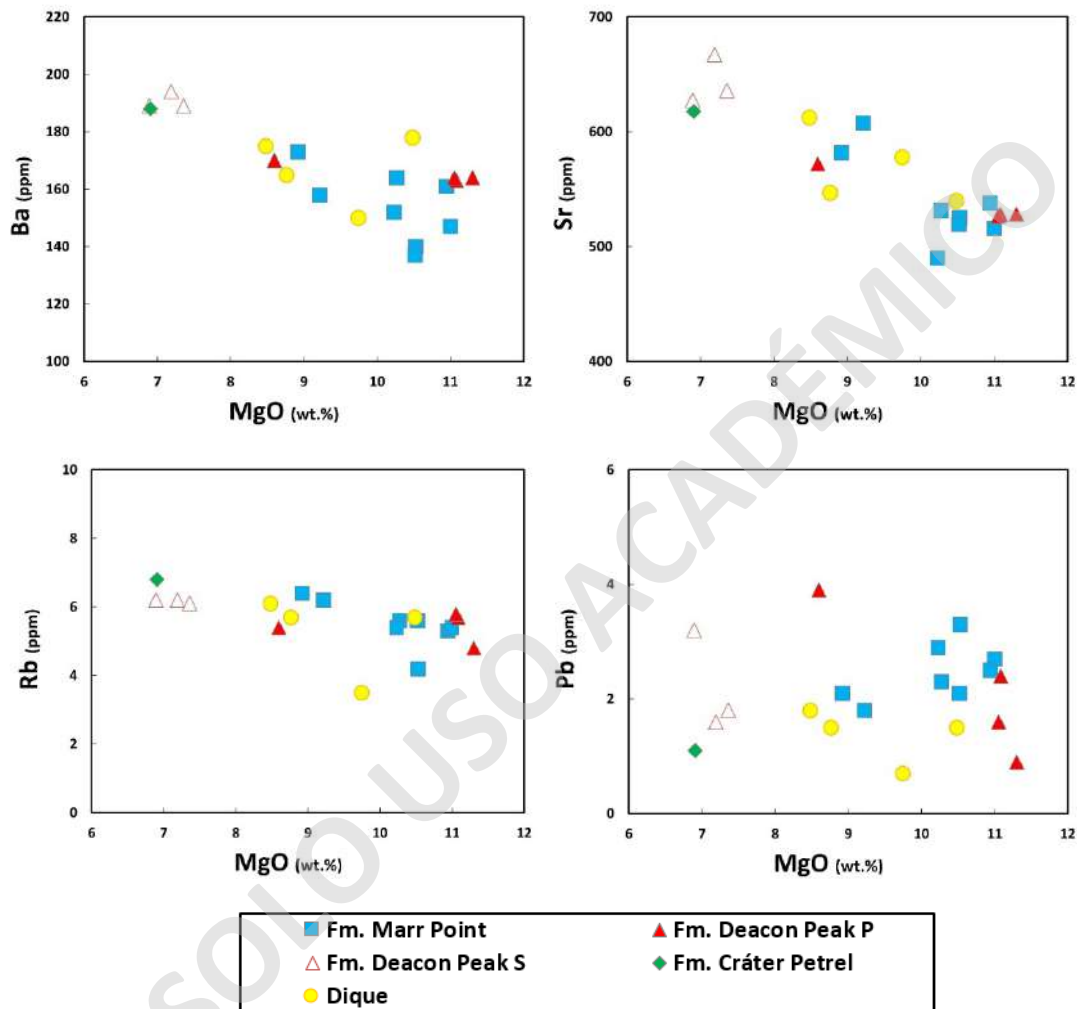 220
200
180
160
140
120
100
Ba (ppm)
6 7 8 9 10 11 12
MgO (wt.%)
700
600
500
400
Sr (ppm)
6 7 8 9 10 11 12
MgO (wt.%)
10
8
6
4
2
0
Rb (ppm)
6 7 8 9 10 11 12
MgO (wt.%)
6
4
2
0
Pb (ppm)
6 7 8 9 10 11 12
MgO (wt.%)
Fm. Marr Point
Fm. Deacon Peak P
Fm. Deacon Peak S
Fm. Cráter Petrel
Dique
SOLO USO ACADÉMICO